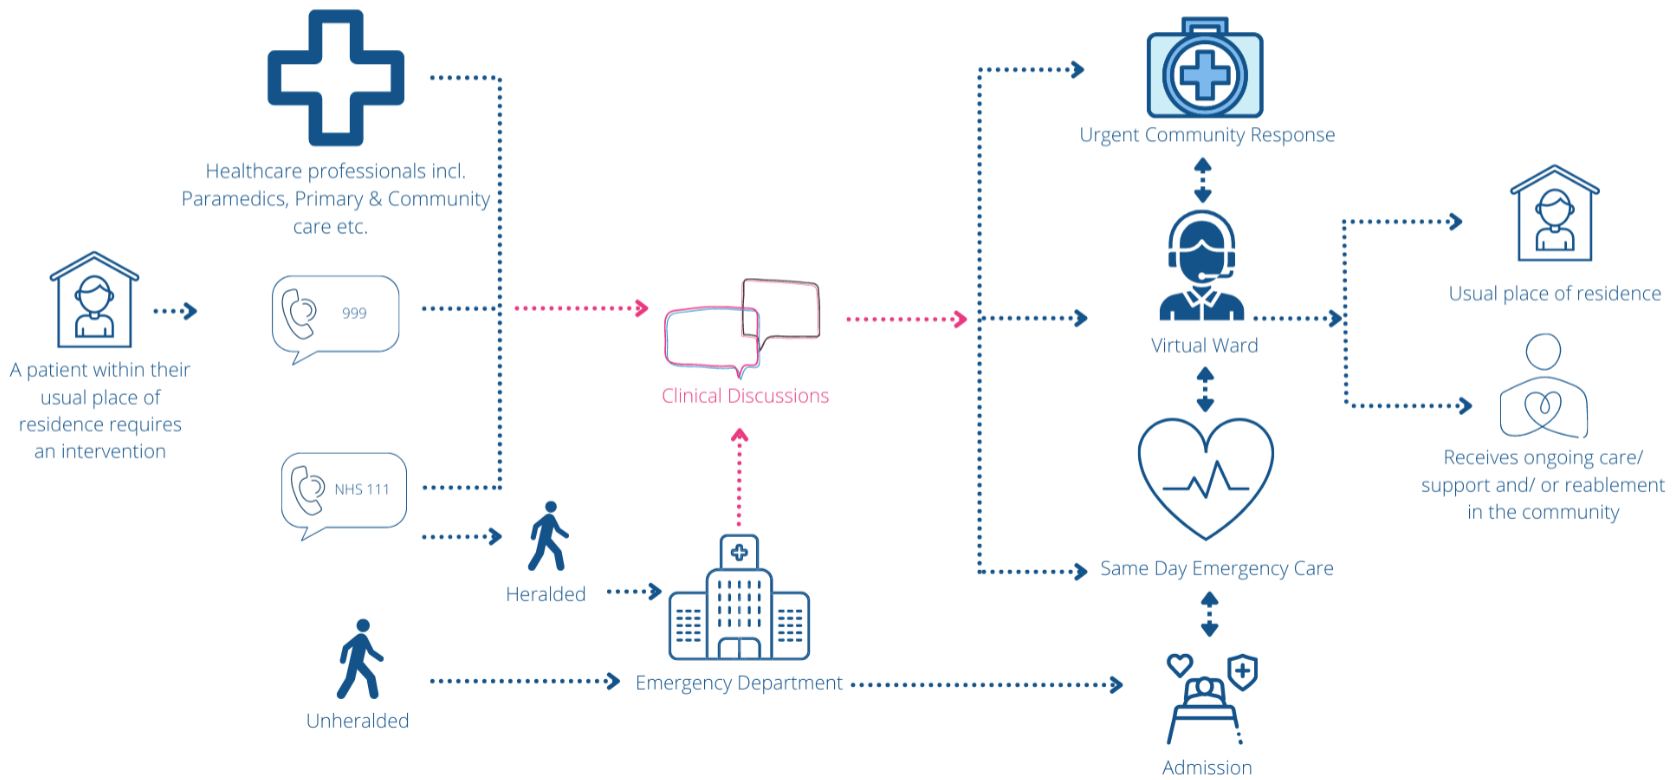 Healthcare professionals incl.
Paramedics, Primary & Community
care etc.
A patient within their
usual place of
residence requires
an intervention
999
NHS 111
Heralded
Unheralded
Clinical Discussions
Emergency Department
Urgent Community Response
Virtual Ward
Same Day Emergency Care
Admission
Usual place of residence
Receives ongoing care/
support and/ or reablement
in the community